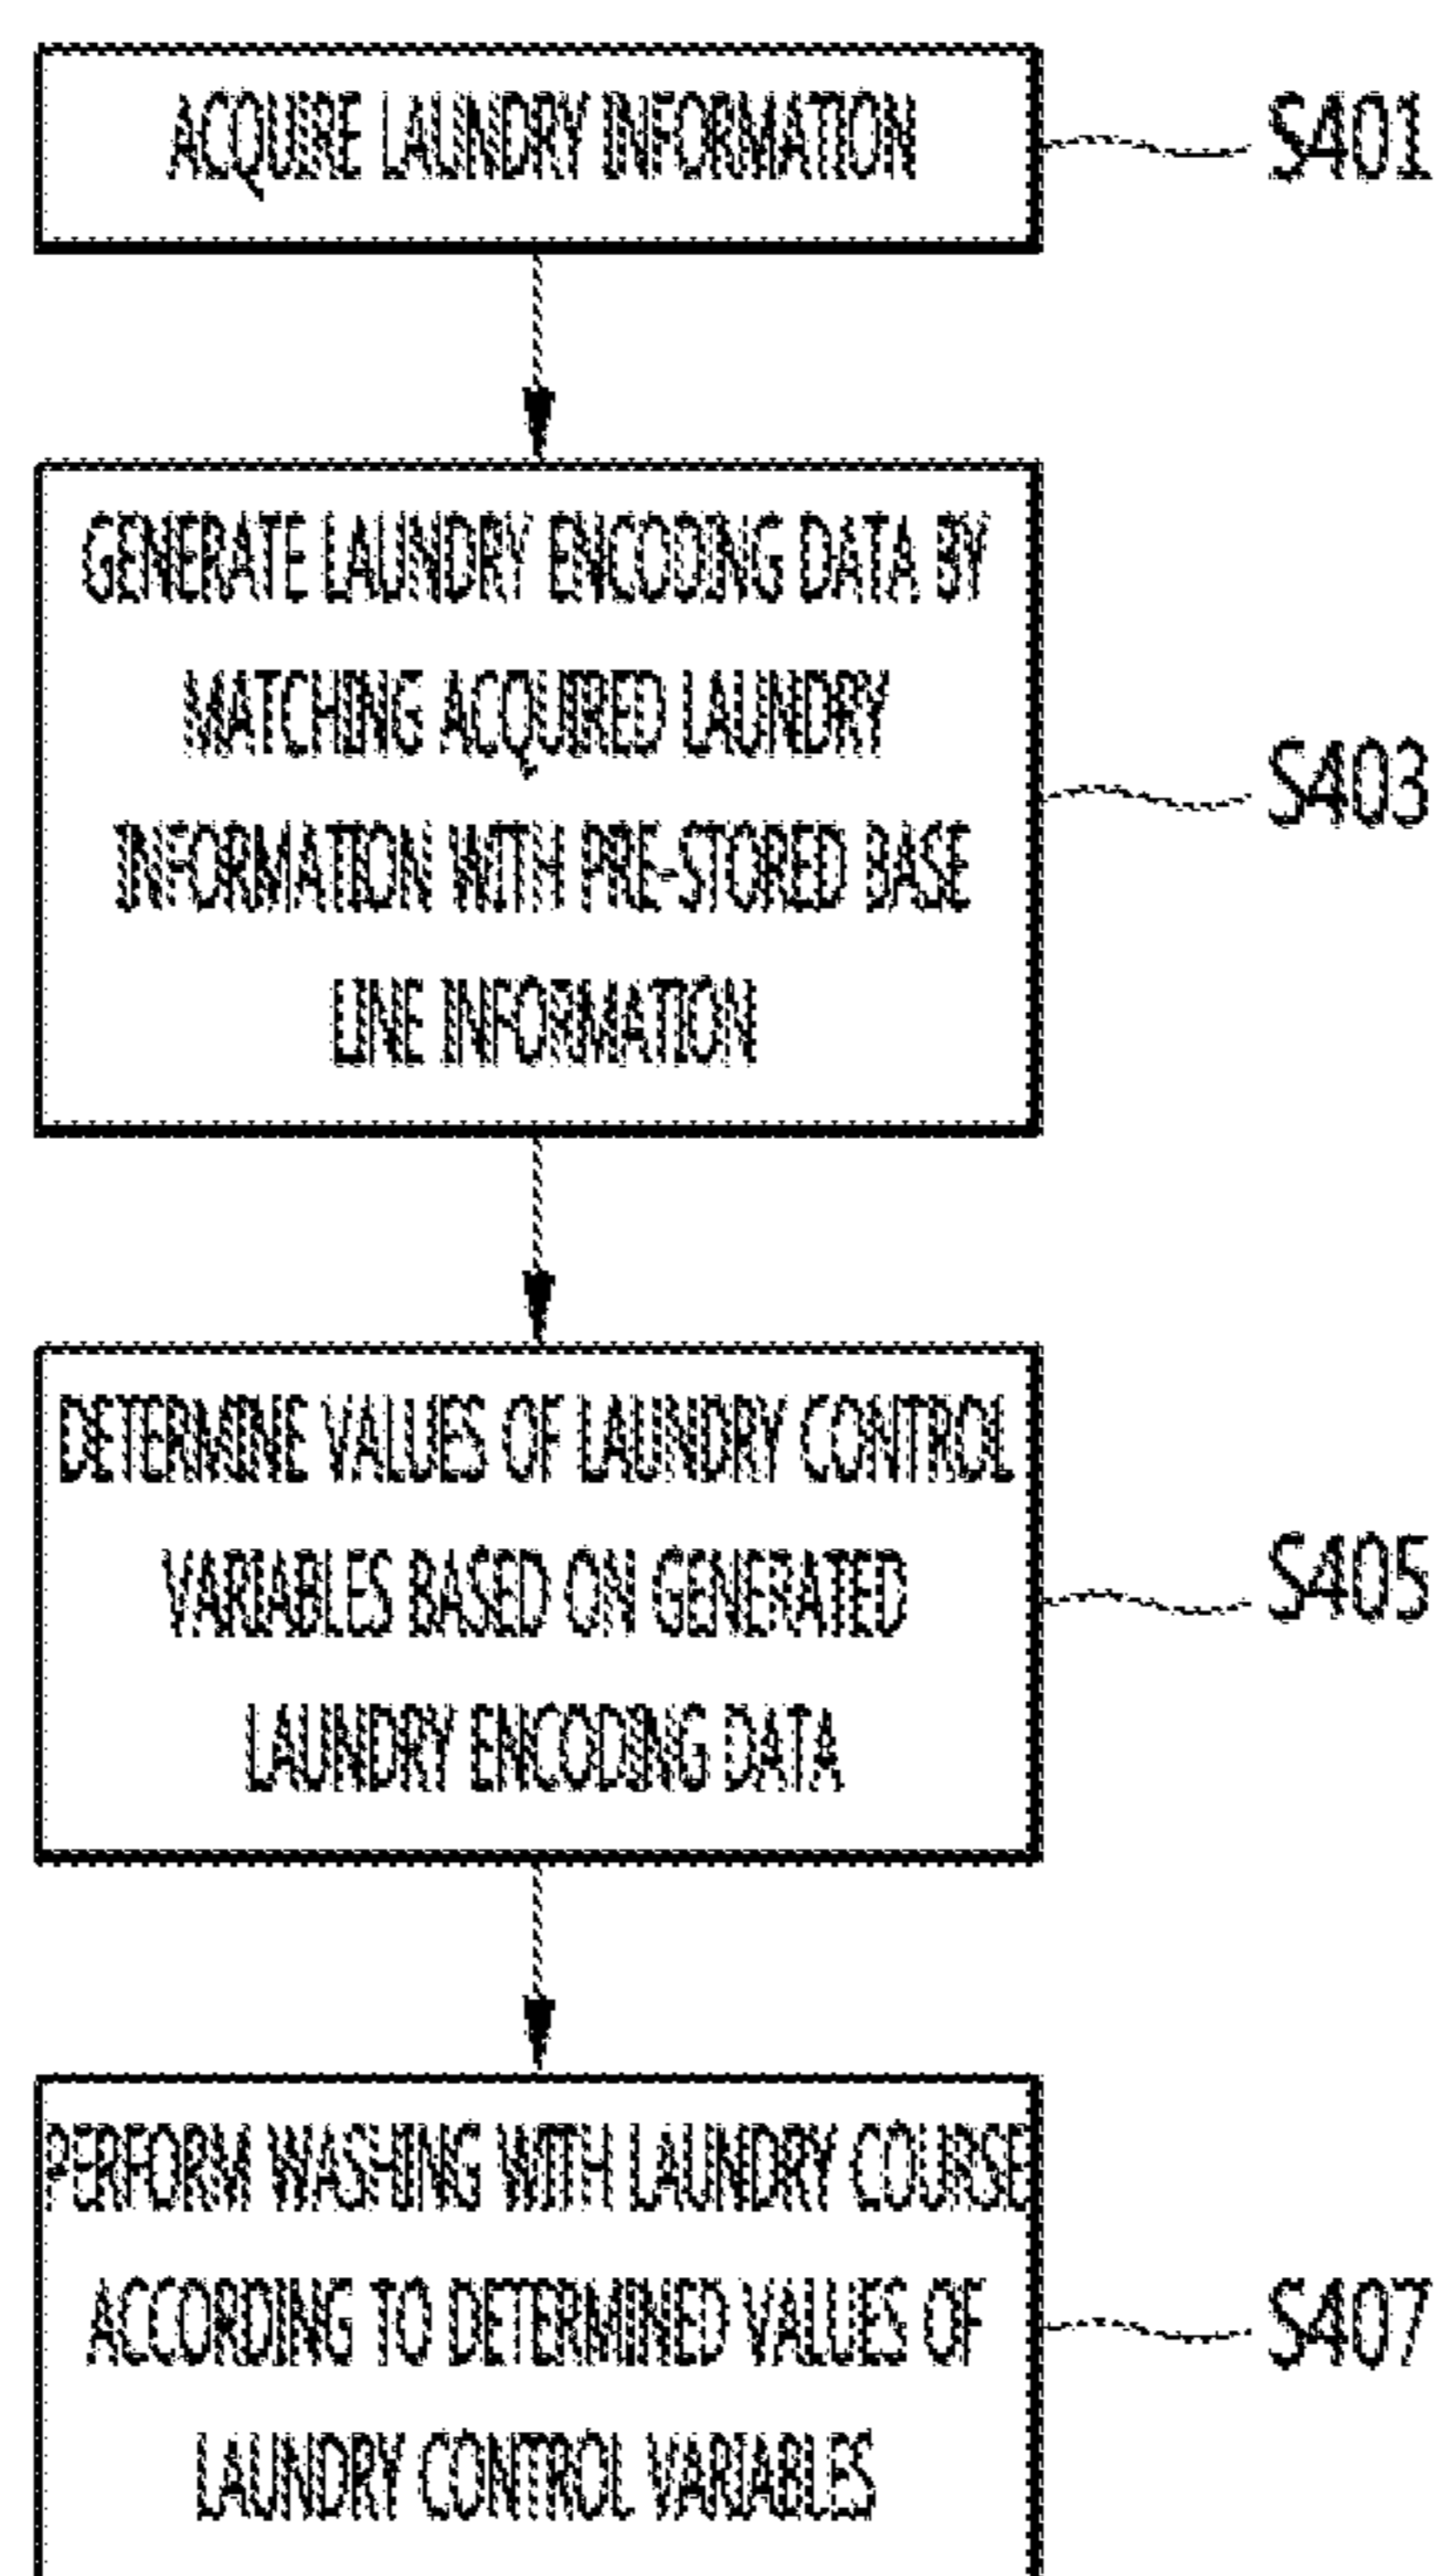 ACQUIRE LAUNDRY INFORMATION
S401
GENERATE LAUNDRY ENCODING DATA BY
MATCHING ACQUIRED LAUNDRY
INFORMATION WITH PRE-STORED BASE
LINE INFORMATION
S403
DETERMINE VALUES OF LAUNDRY CONTROL
VARIABLES BASED ON GENERATED
LAUNDRY ENCODING DATA
S405
PERFORM WASHING WITH LAUNDRY COURSE
ACCORDING TO DETERMINED VALUES OF
LAUNDRY CONTROL VARIABLES
S407